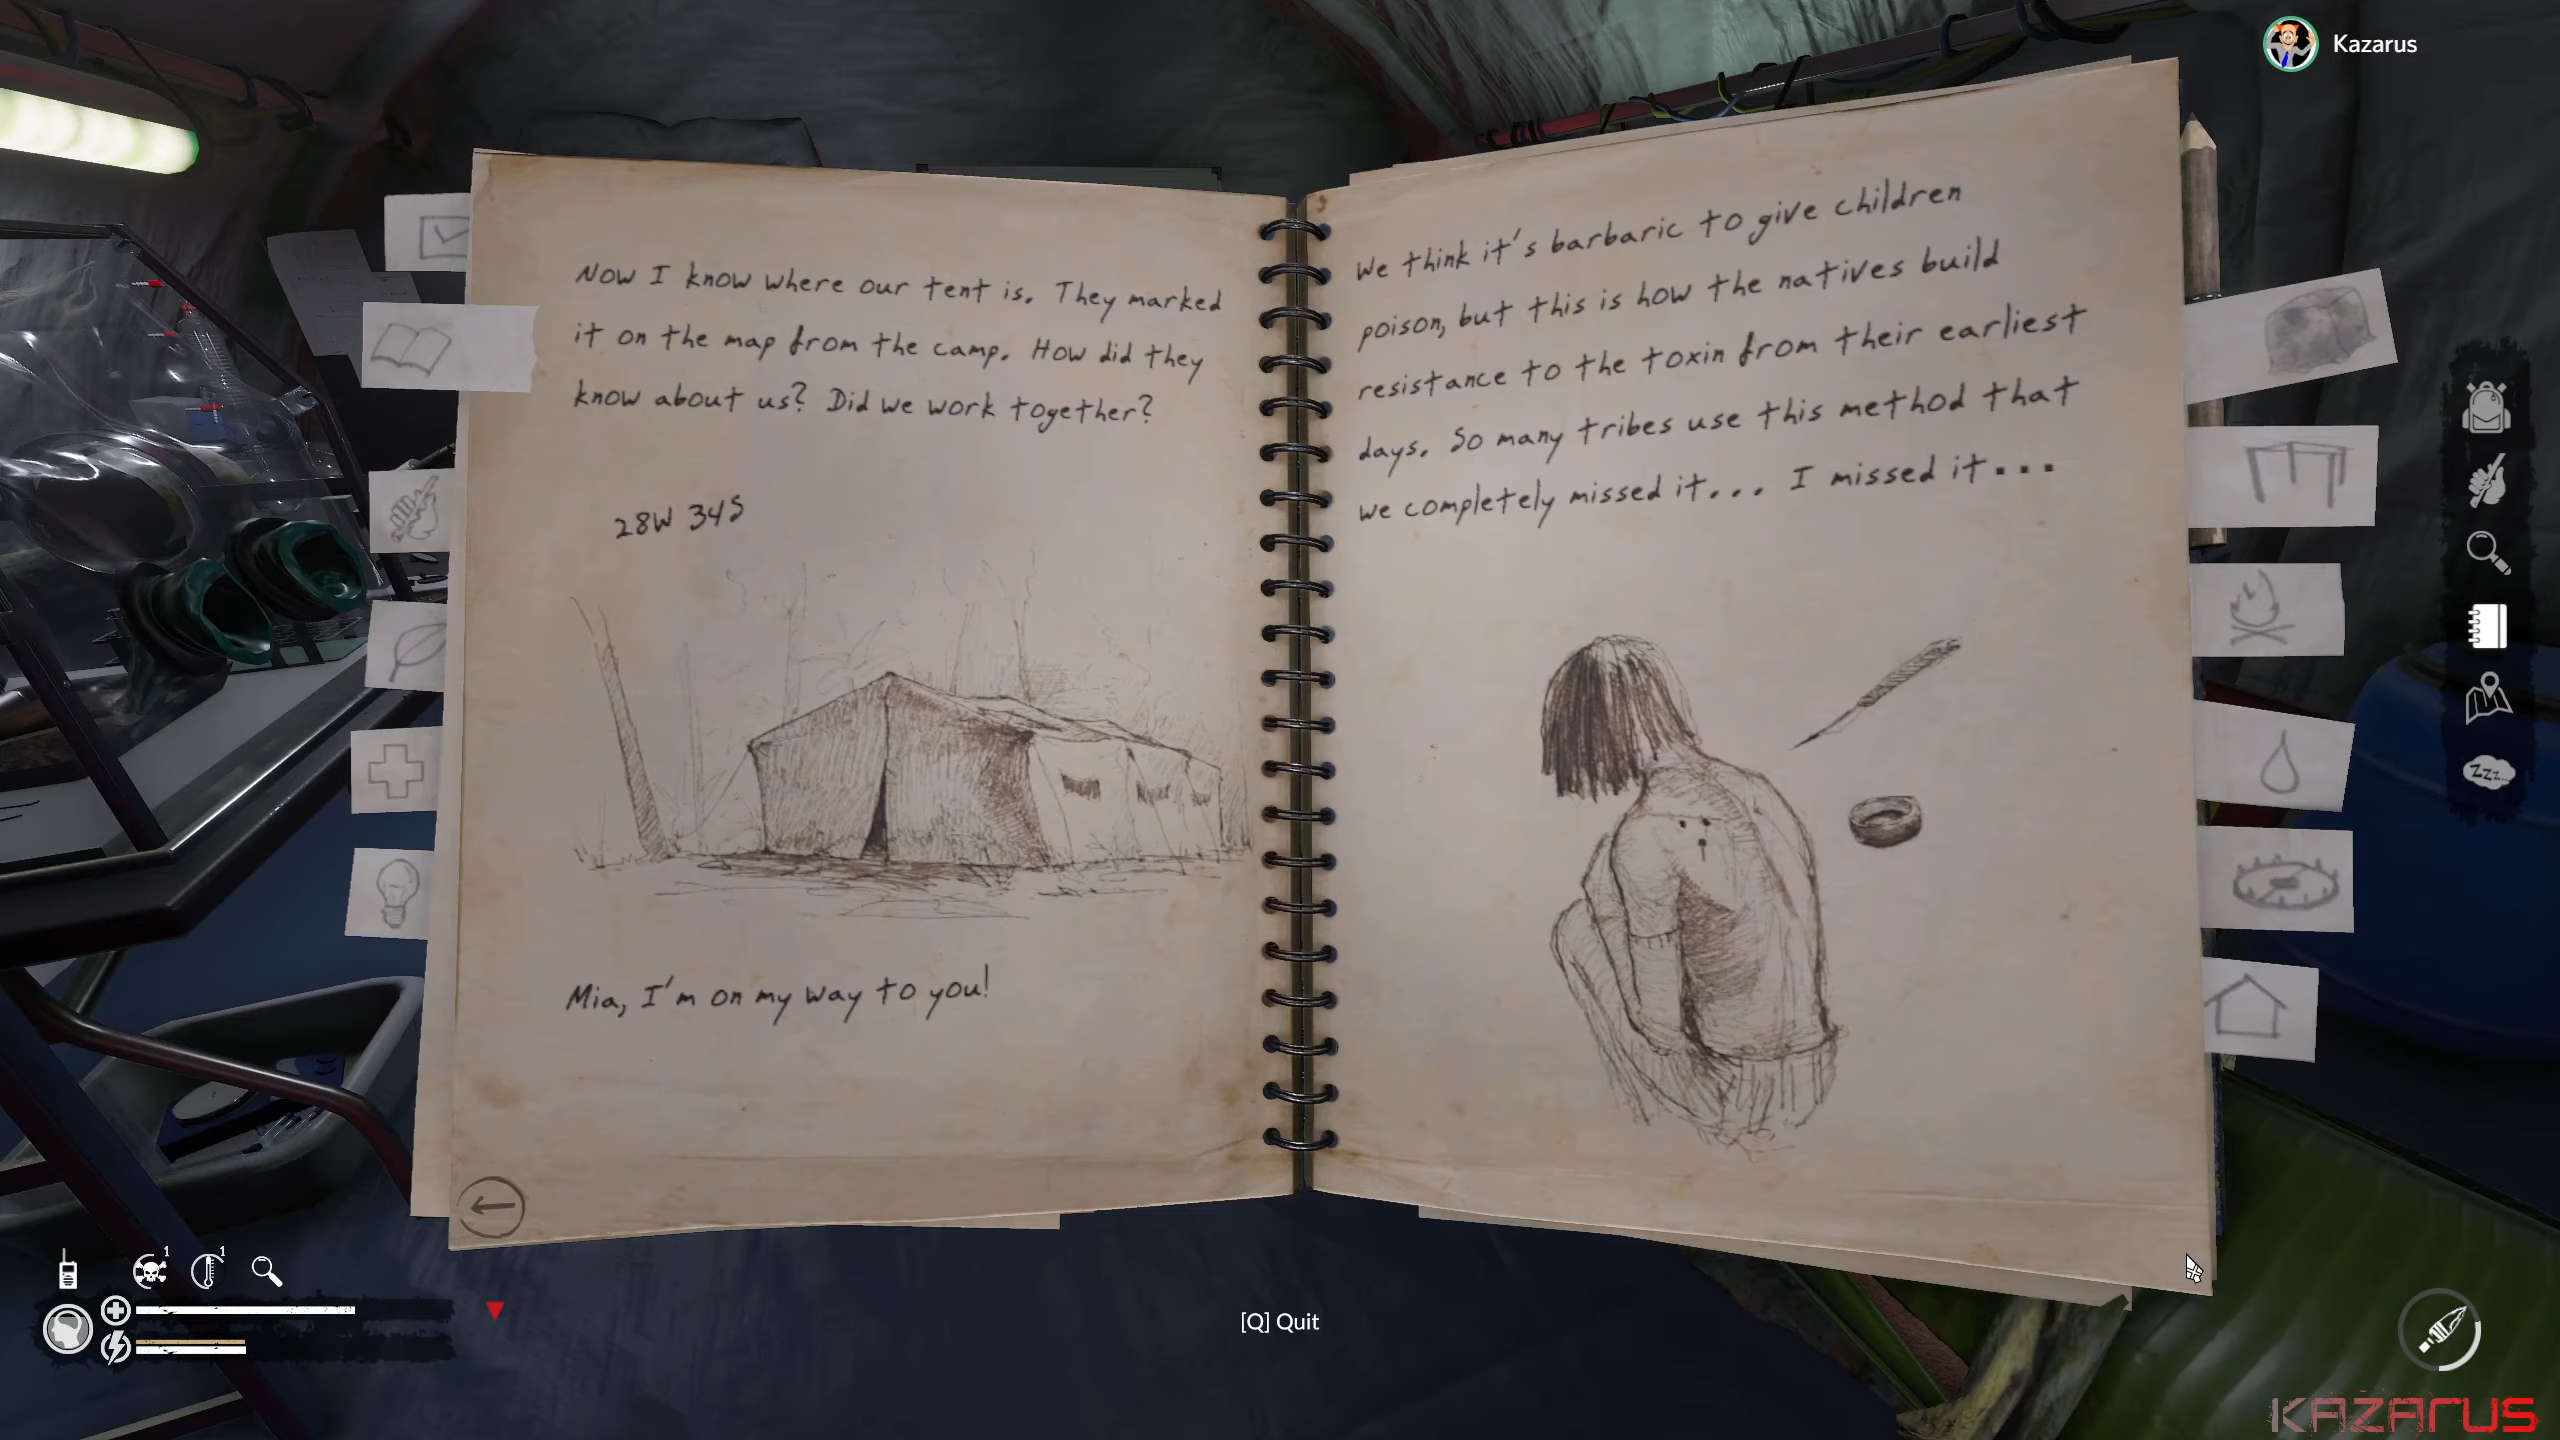 Kazarus
Now I know where our tent is. They marked
it on the map from the camp. How did they
know about us? Did we work together?
28W 34S
Mia, I'm on my way to you!
We think it's barbaric to give children
poison, but this is how the natives build
resistance to the toxin from their earliest
days. So many tribes use this method that
we completely missed it... I missed it...
Zzz...
1
1
[Q] Quit
KAZARUS